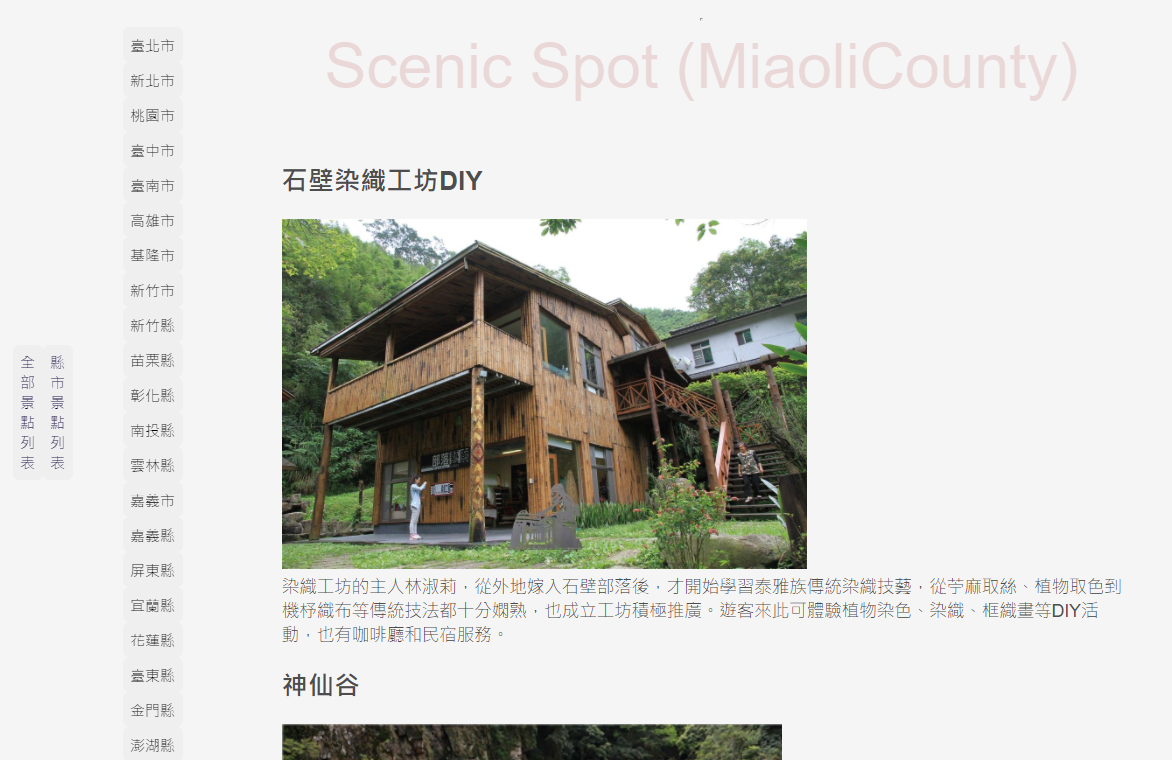 Scenic Spot (MiaoliCounty)
全部景點列表
縣市景點列表
臺北市
新北市
桃園市
臺中市
臺南市
高雄市
基隆市
新竹市
新竹縣
苗栗縣
彰化縣
南投縣
雲林縣
嘉義市
嘉義縣
屏東縣
宜蘭縣
花蓮縣
臺東縣
金門縣
澎湖縣
石壁染織工坊DIY
染織工坊的主人林淑莉，從外地嫁入石壁部落後，才開始學習泰雅族傳統染織技藝，從苧麻取絲、植物取色到
機杼織布等傳統技法都十分嫻熟，也成立工坊積極推廣。遊客來此可體驗植物染色、染織、框織畫等DIY活
動，也有咖啡廳和民宿服務。
神仙谷